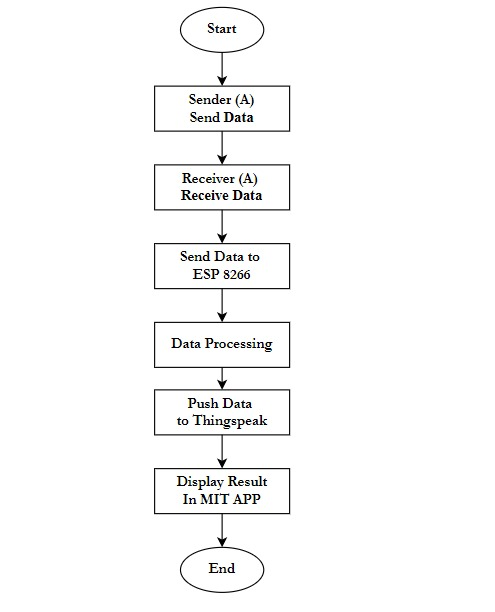 Start
Sender (A)
Send Data
Receiver (A)
Receive Data
Send Data to
ESP 8266
Data Processing
Push Data
to Thingspeak
Display Result
In MIT APP
End